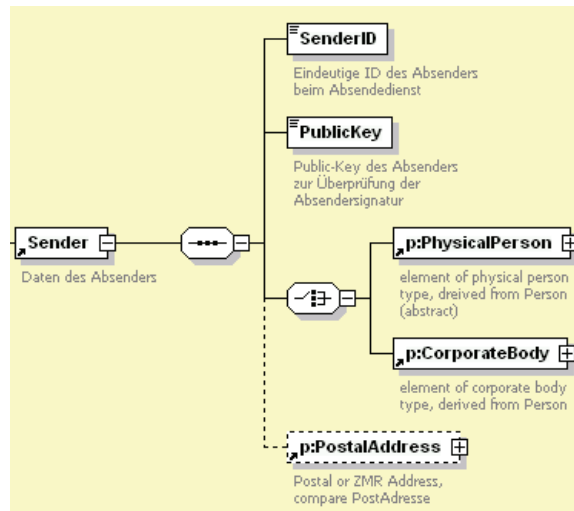 SenderID
Eindeutige ID des Absenders
beim Absendedienst
PublicKey
Public-Key des Absenders
zur Überprüfung der
Absendersignatur
Sender
Daten des Absenders
p:PhysicalPerson
element of physical person
type, dreived from Person
(abstract)
p:CorporateBody
element of corporate body
type, derived from Person
p:PostalAddress
Postal or ZMR Address,
compare PostAdresse